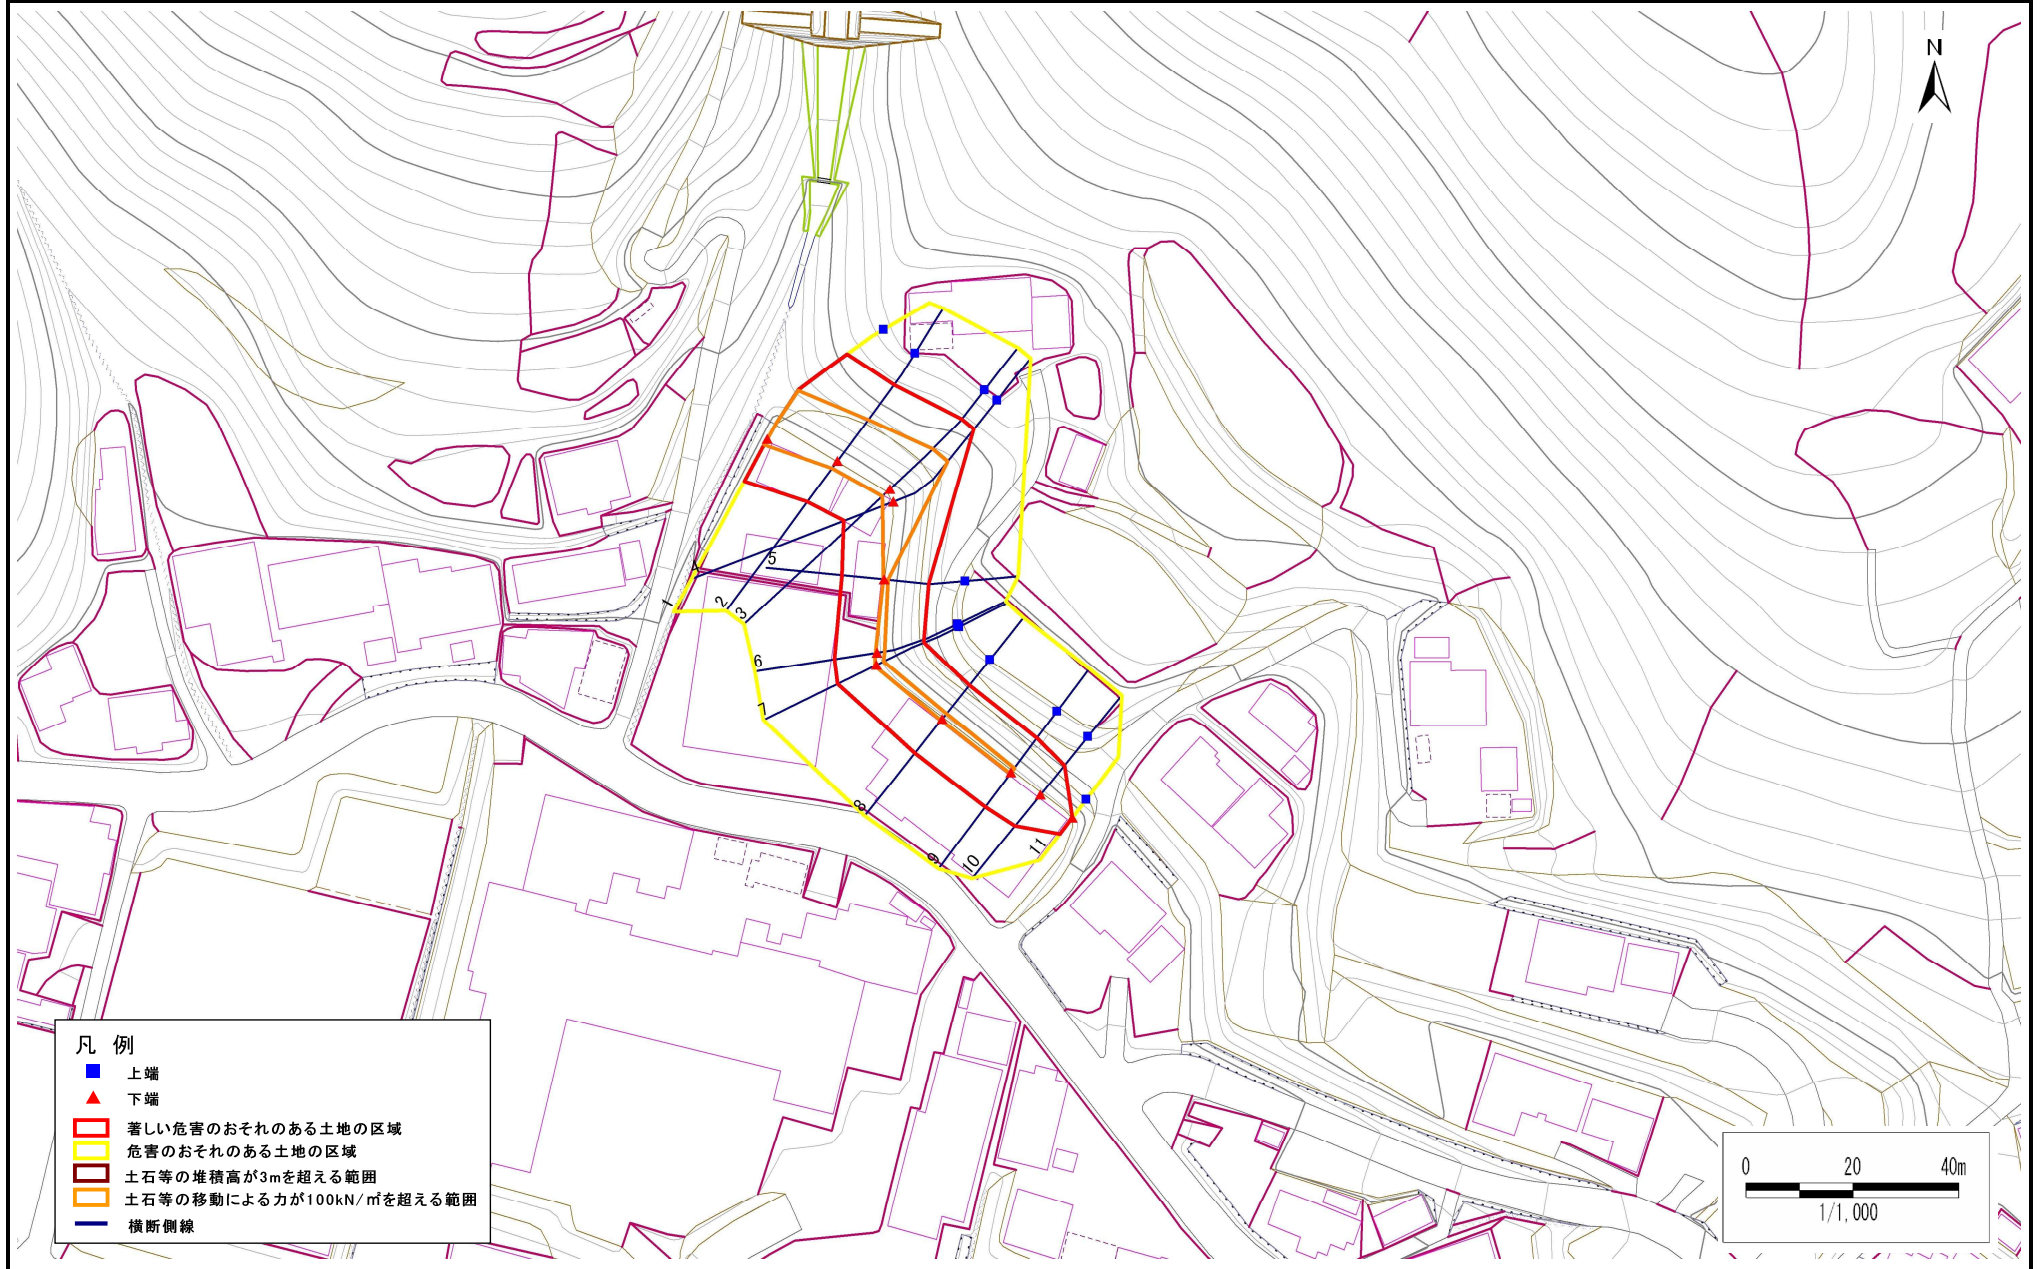 N
5
4
1
2
3
6
7
8
9
10
11
凡 例
上端
下端
著しい危害のおそれのある土地の区域
危害のおそれのある土地の区域
土石等の堆積高が3mを超える範囲
土石等の移動による力が100kN/㎡を超える範囲
横断側線
0 20 40m
1/1,000